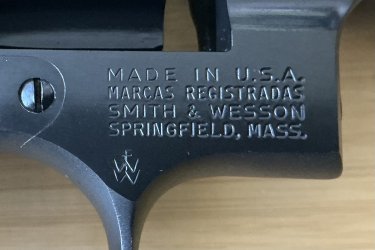 MADE IN U.S.A.
MARCAS REGISTRADAS
SMITH & WESSON
SPRINGFIELD, MASS.